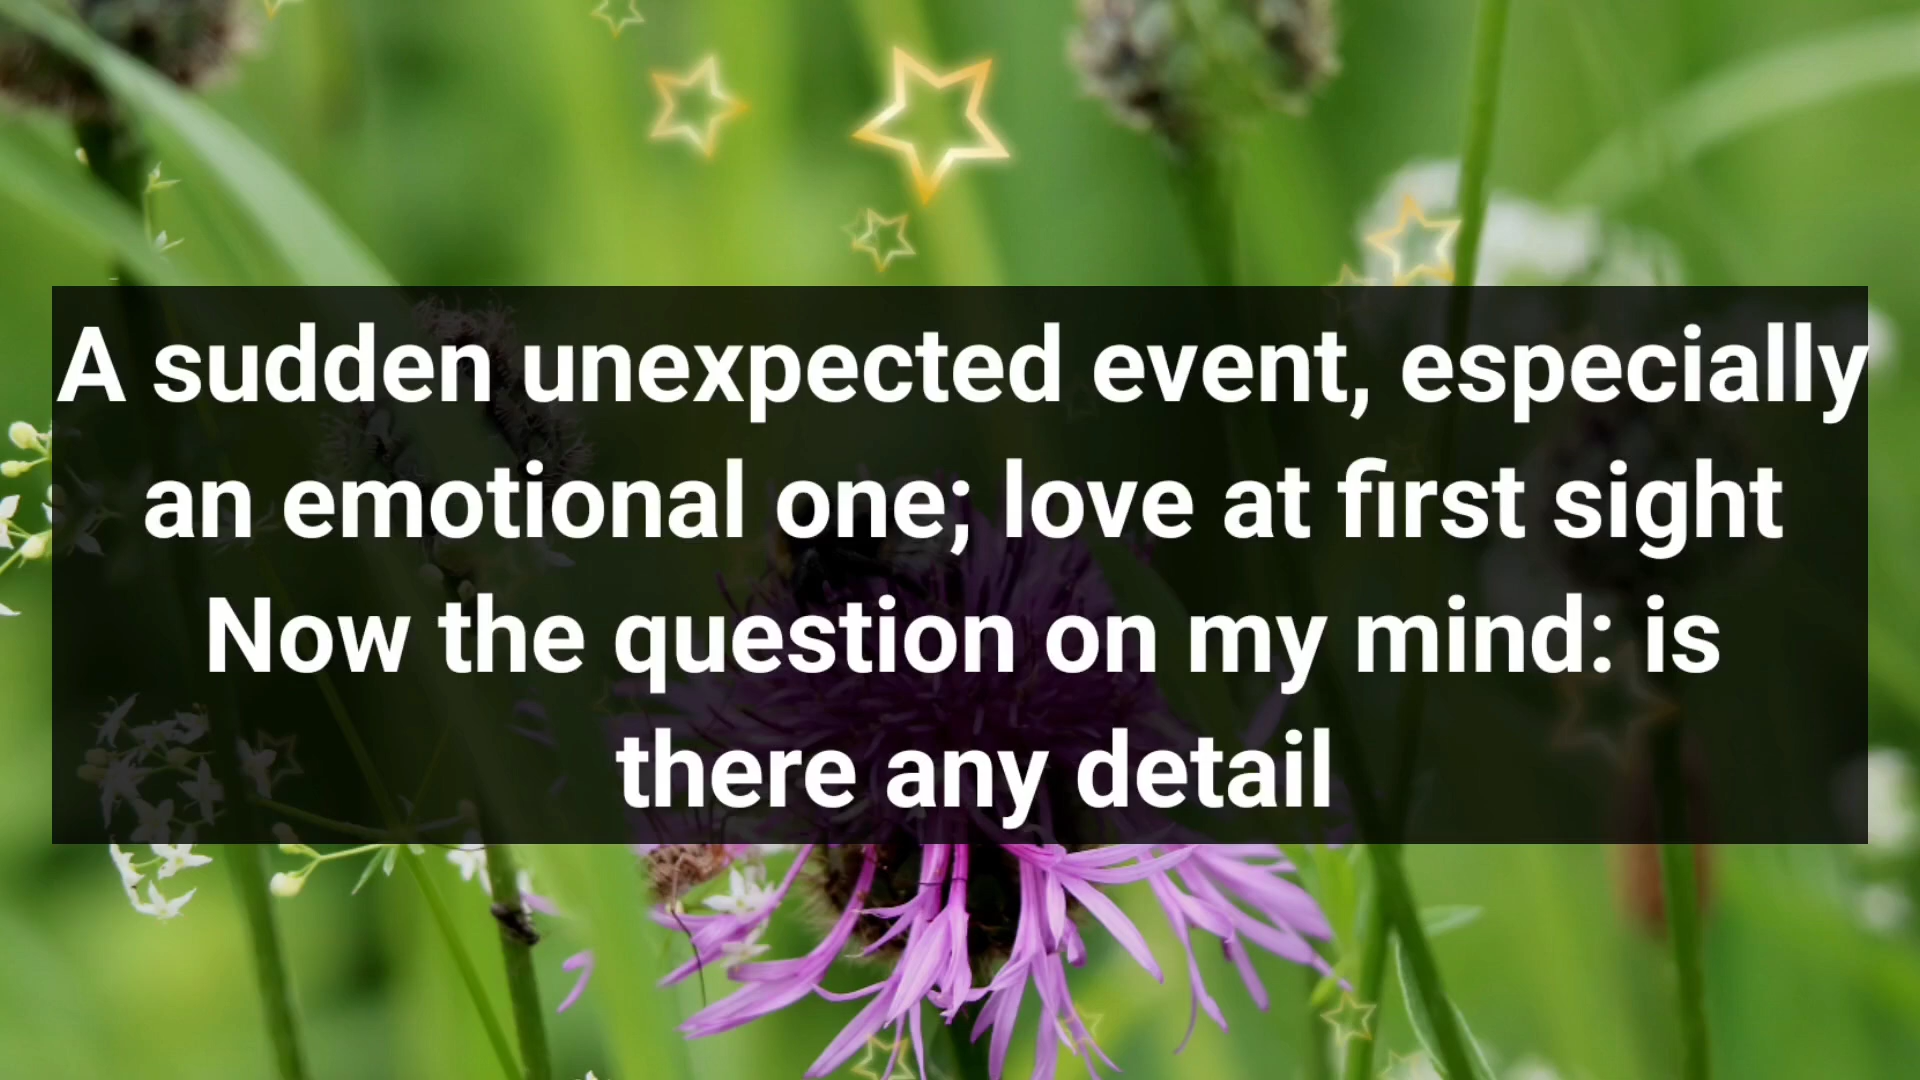 A sudden unexpected event, especially
an emotional one; love at first sight
Now the question on my mind: is
there any detail